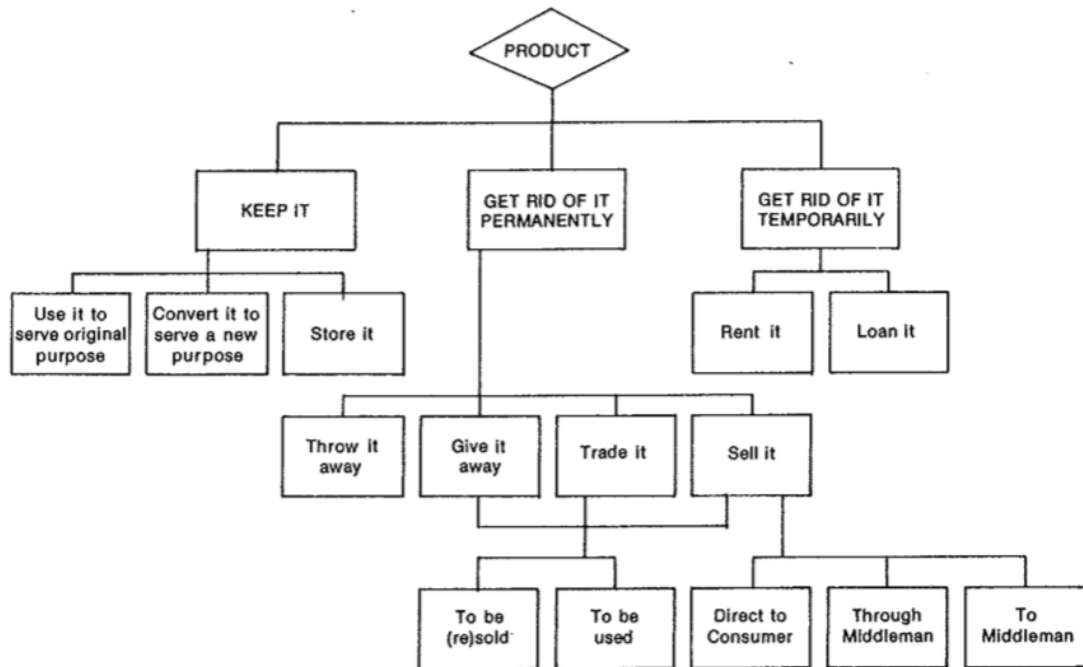 PRODUCT
KEEP IT
GET RID OF IT
PERMANENTLY
GET RID OF IT
TEMPORARILY
Use it to
serve original
purpose
Convert it to
serve a new
purpose
Store it
Rent it
Loan it
Throw it
away
Give it
away
Trade it
Sell it
To be
(re)sold
To be
used
Direct to
Consumer
Through
Middleman
To
Middleman